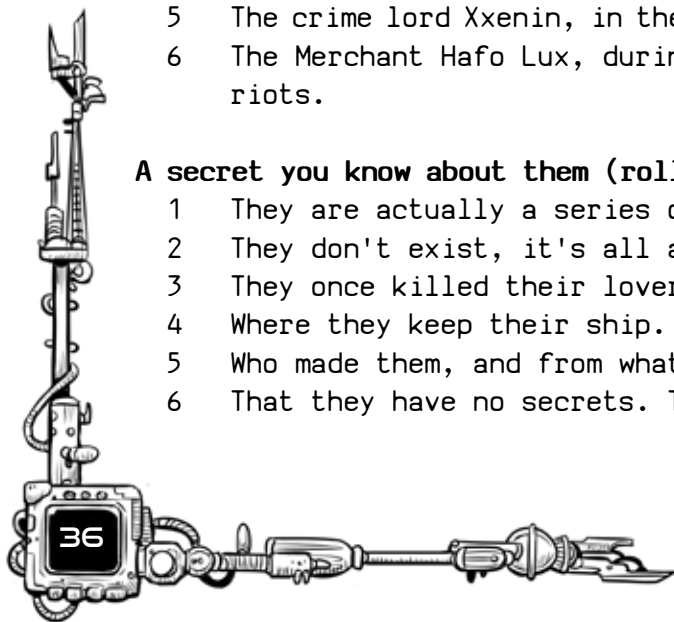 5 The crime lord Xxenin, in the
6 The Merchant Hafo Lux, durin
riots.
A secret you know about them (roll
1 They are actually a series o
2 They don't exist, it's all a
3 They once killed their lover
4 Where they keep their ship.
5 Who made them, and from what
6 That they have no secrets. T
36